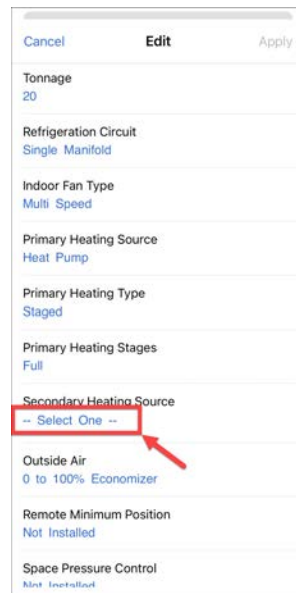 Cancel Edit Apply
Tonnage
20
Refrigeration Circuit
Single Manifold
Indoor Fan Type
Multi Speed
Primary Heating Source
Heat Pump
Primary Heating Type
Staged
Primary Heating Stages
Full
Secondary Heating Source
-- Select One --
Outside Air
0 to 100% Economizer
Remote Minimum Position
Not Installed
Space Pressure Control
Not Installed